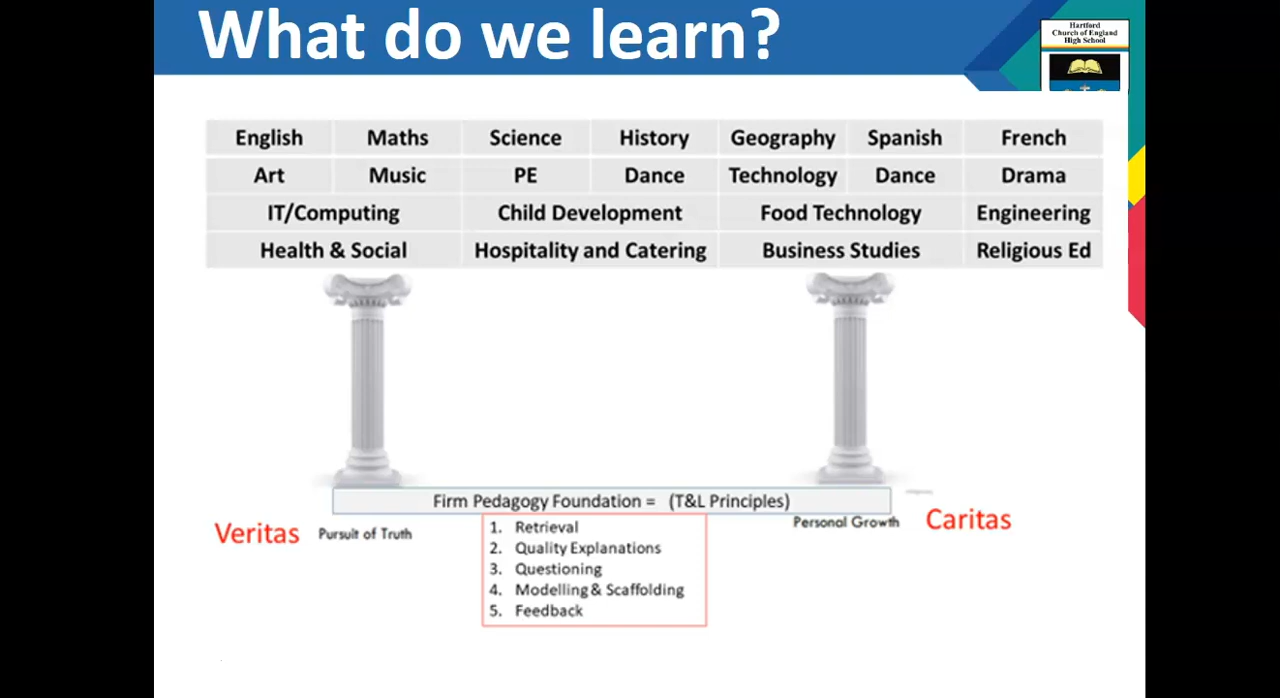 What do we learn?
Hartford
Church of England
High School
English Maths Science History Geography Spanish French
Art Music PE Dance Technology Dance Drama
IT/Computing Child Development Food Technology Engineering
Health & Social Hospitality and Catering Business Studies Religious Ed
Firm Pedagogy Foundation = (T&L Principles)
Veritas Pursuit of Truth
Personal Growth Caritas
1. Retrieval
2. Quality Explanations
3. Questioning
4. Modelling & Scaffolding
5. Feedback